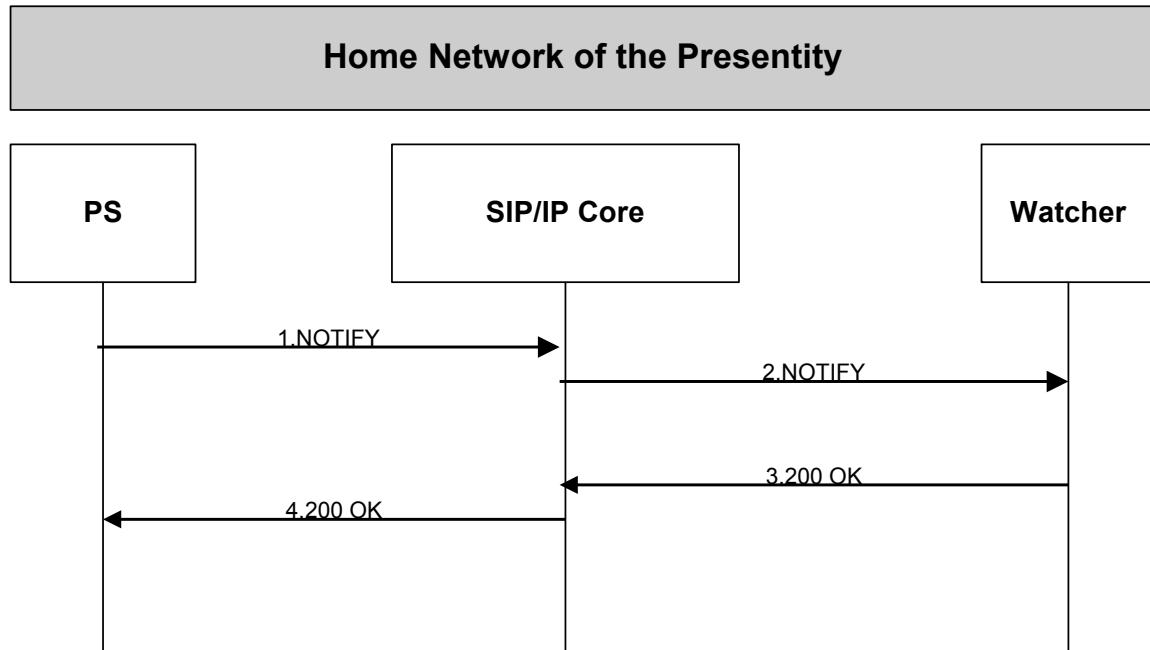 Home Network of the Presentity
PS
SIP/IP Core
Watcher
1.NOTIFY
2.NOTIFY
3.200 OK
4.200 OK